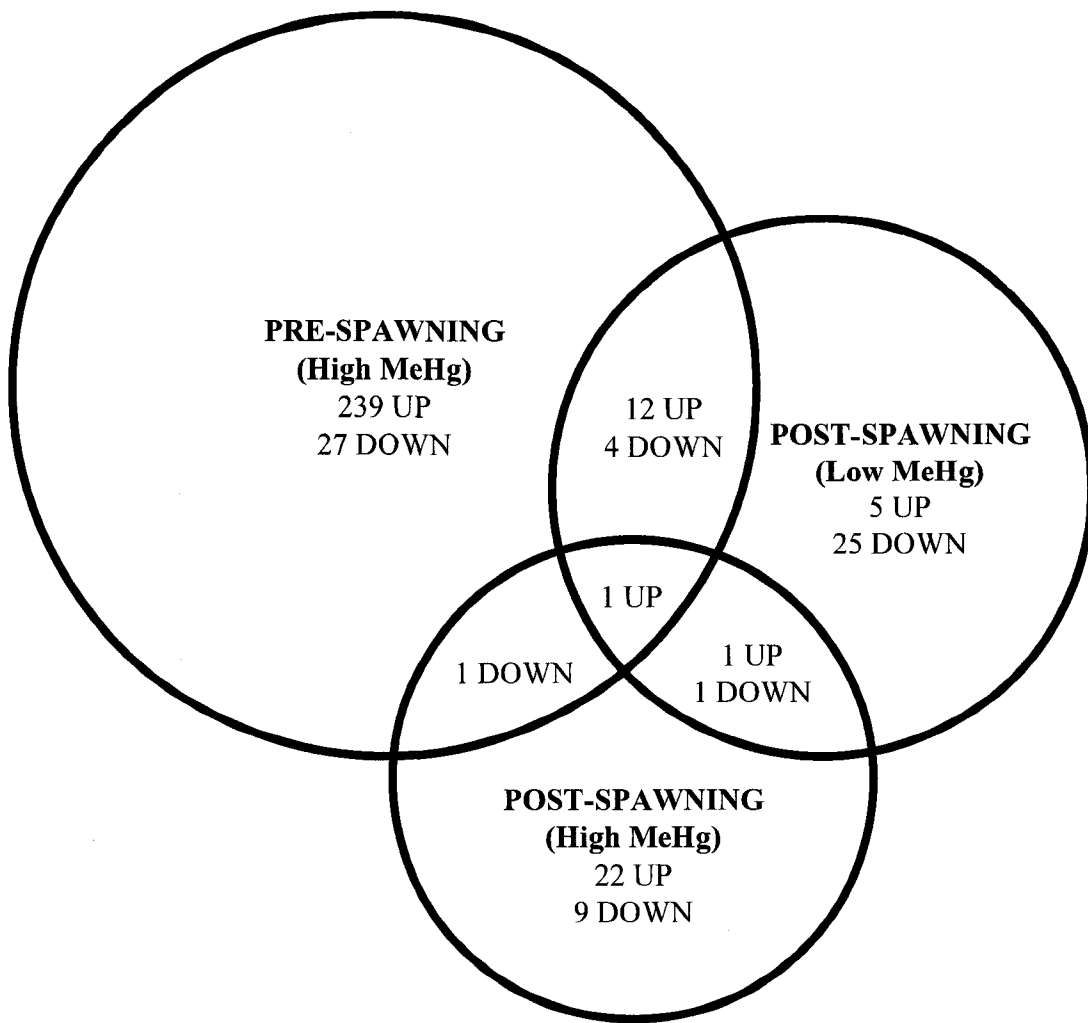 PRE-SPAWNING
(High MeHg)
239 UP
27 DOWN
12 UP
4 DOWN
POST-SPAWNING
(Low MeHg)
5 UP
25 DOWN
1 UP
1 DOWN
1 UP
1 DOWN
POST-SPAWNING
(High MeHg)
22 UP
9 DOWN